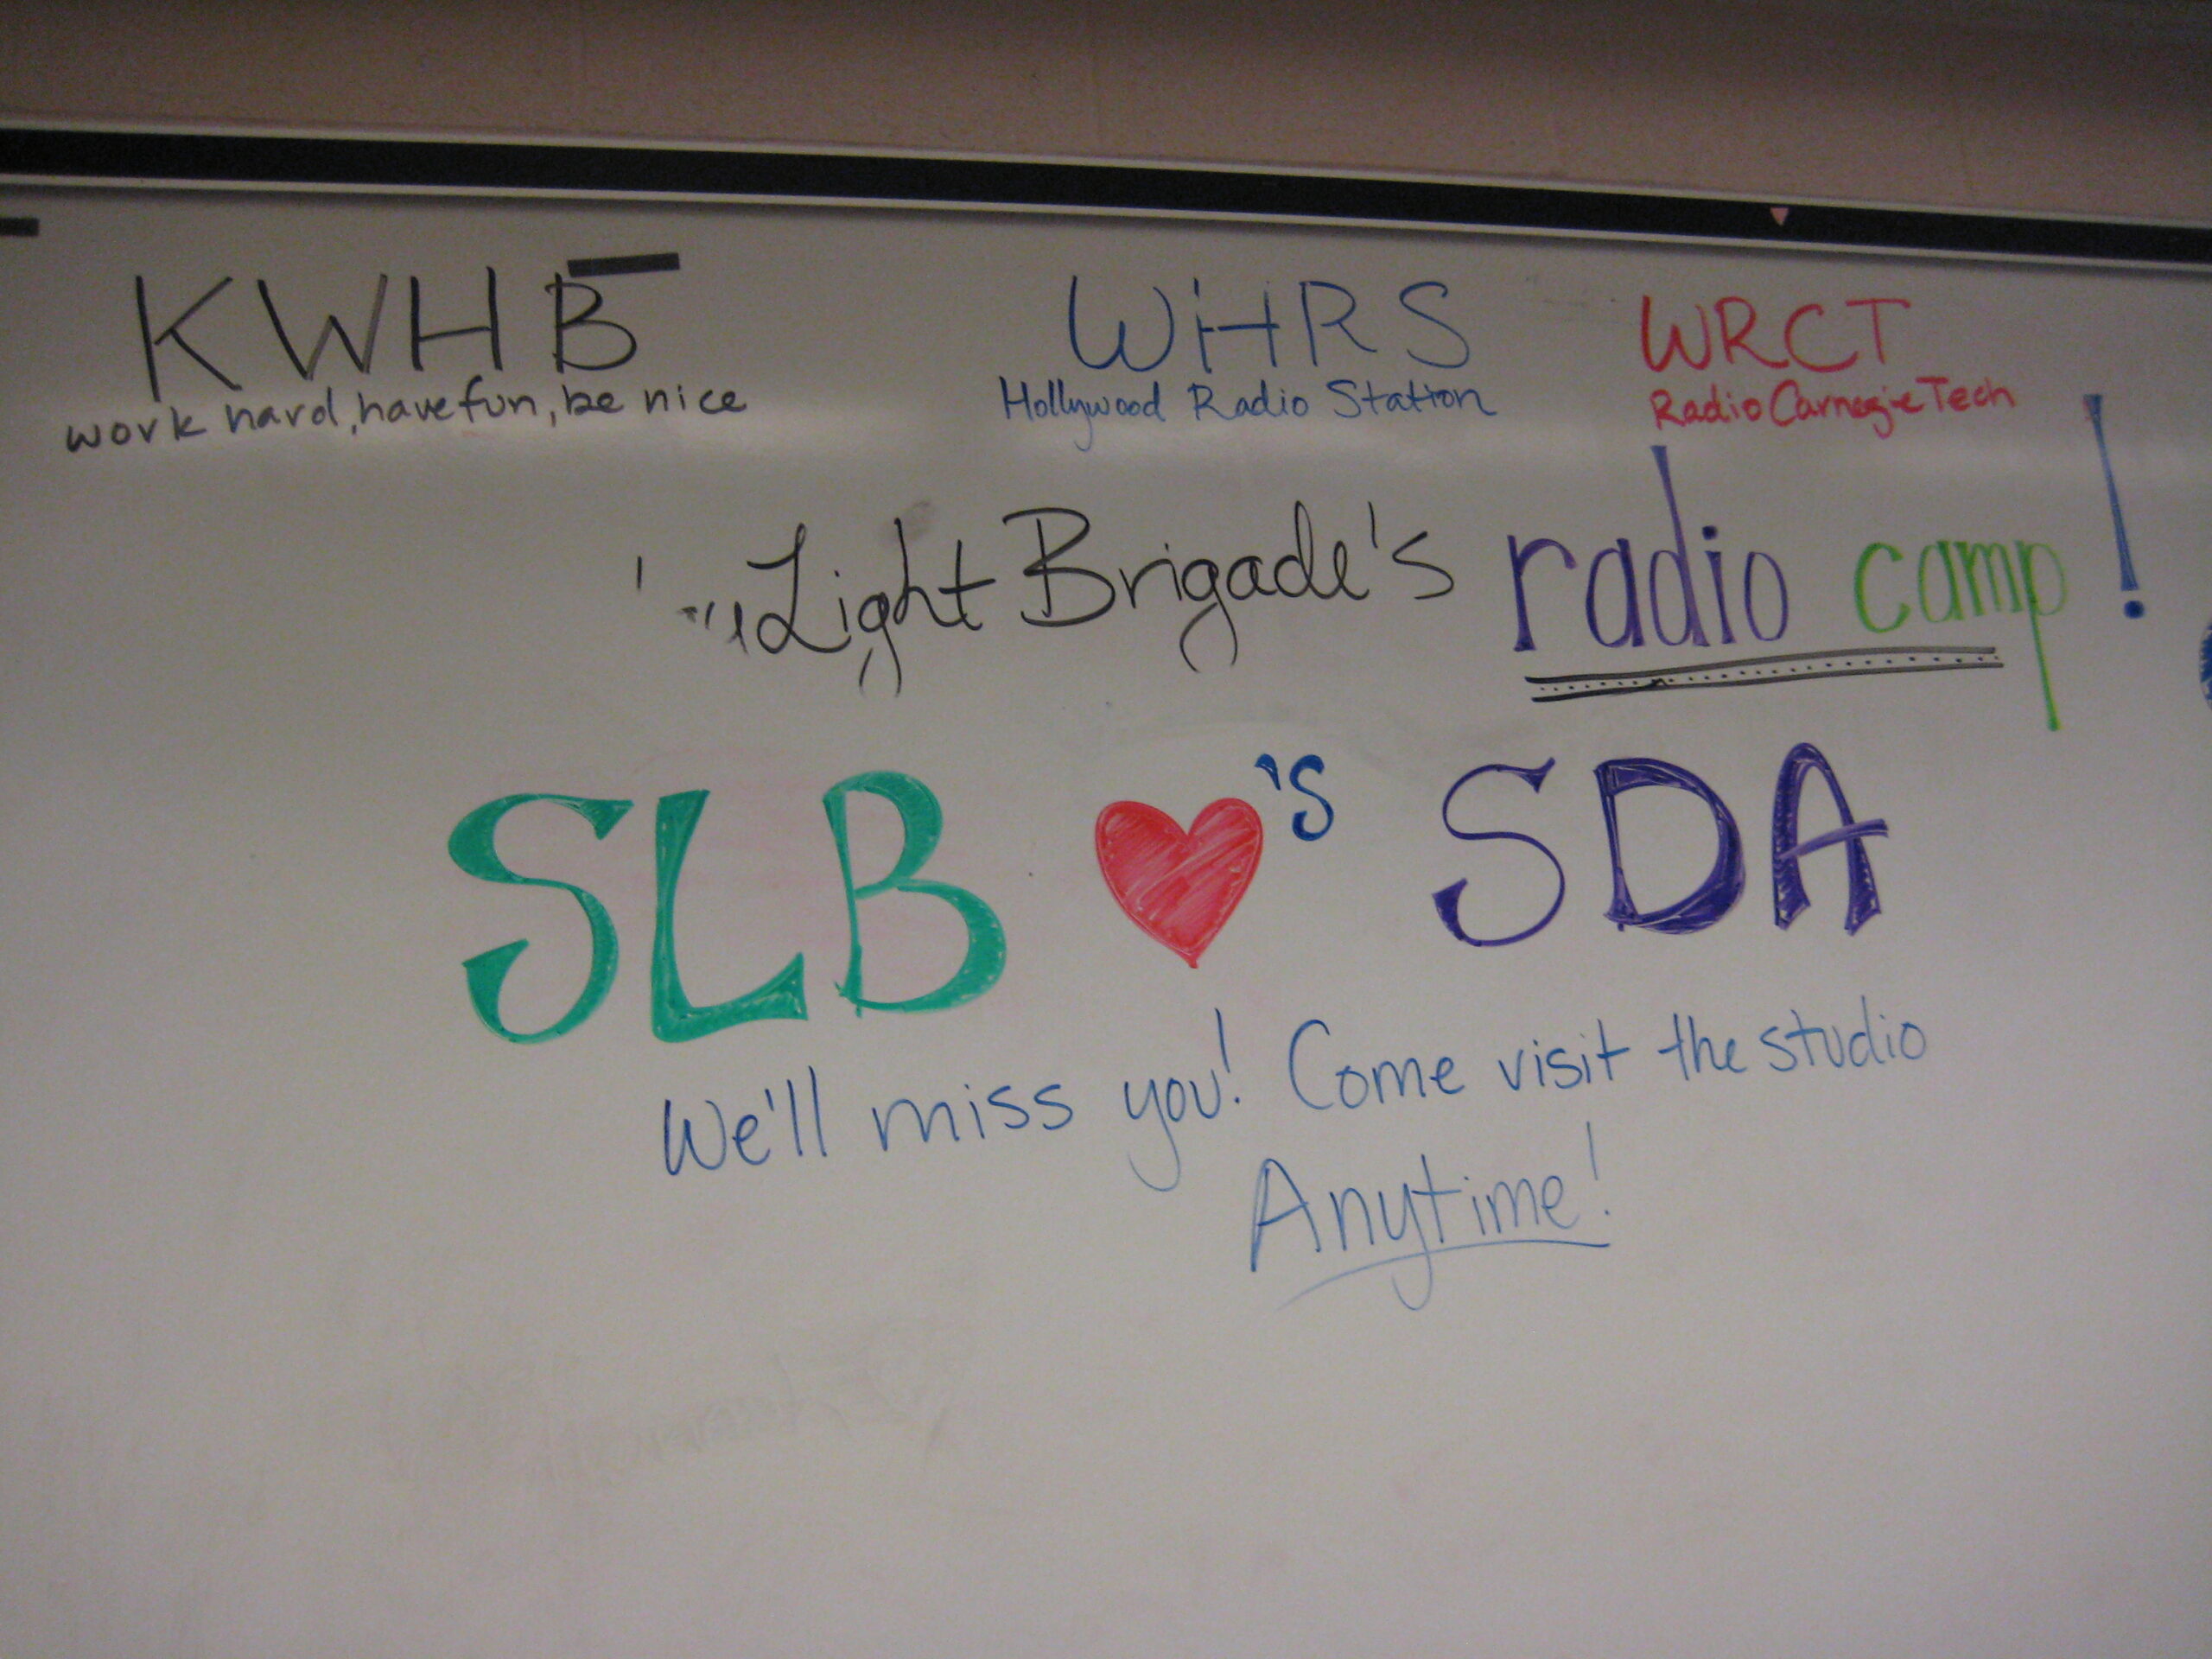 KWHB WHRS WRCT
work hard, have fun, be nice Hollywood Radio Station Radio Carnegie Tech
Light Brigade's radio camp!
SLB ♥'s SDA
We'll miss you! Come visit the studio
Anytime!